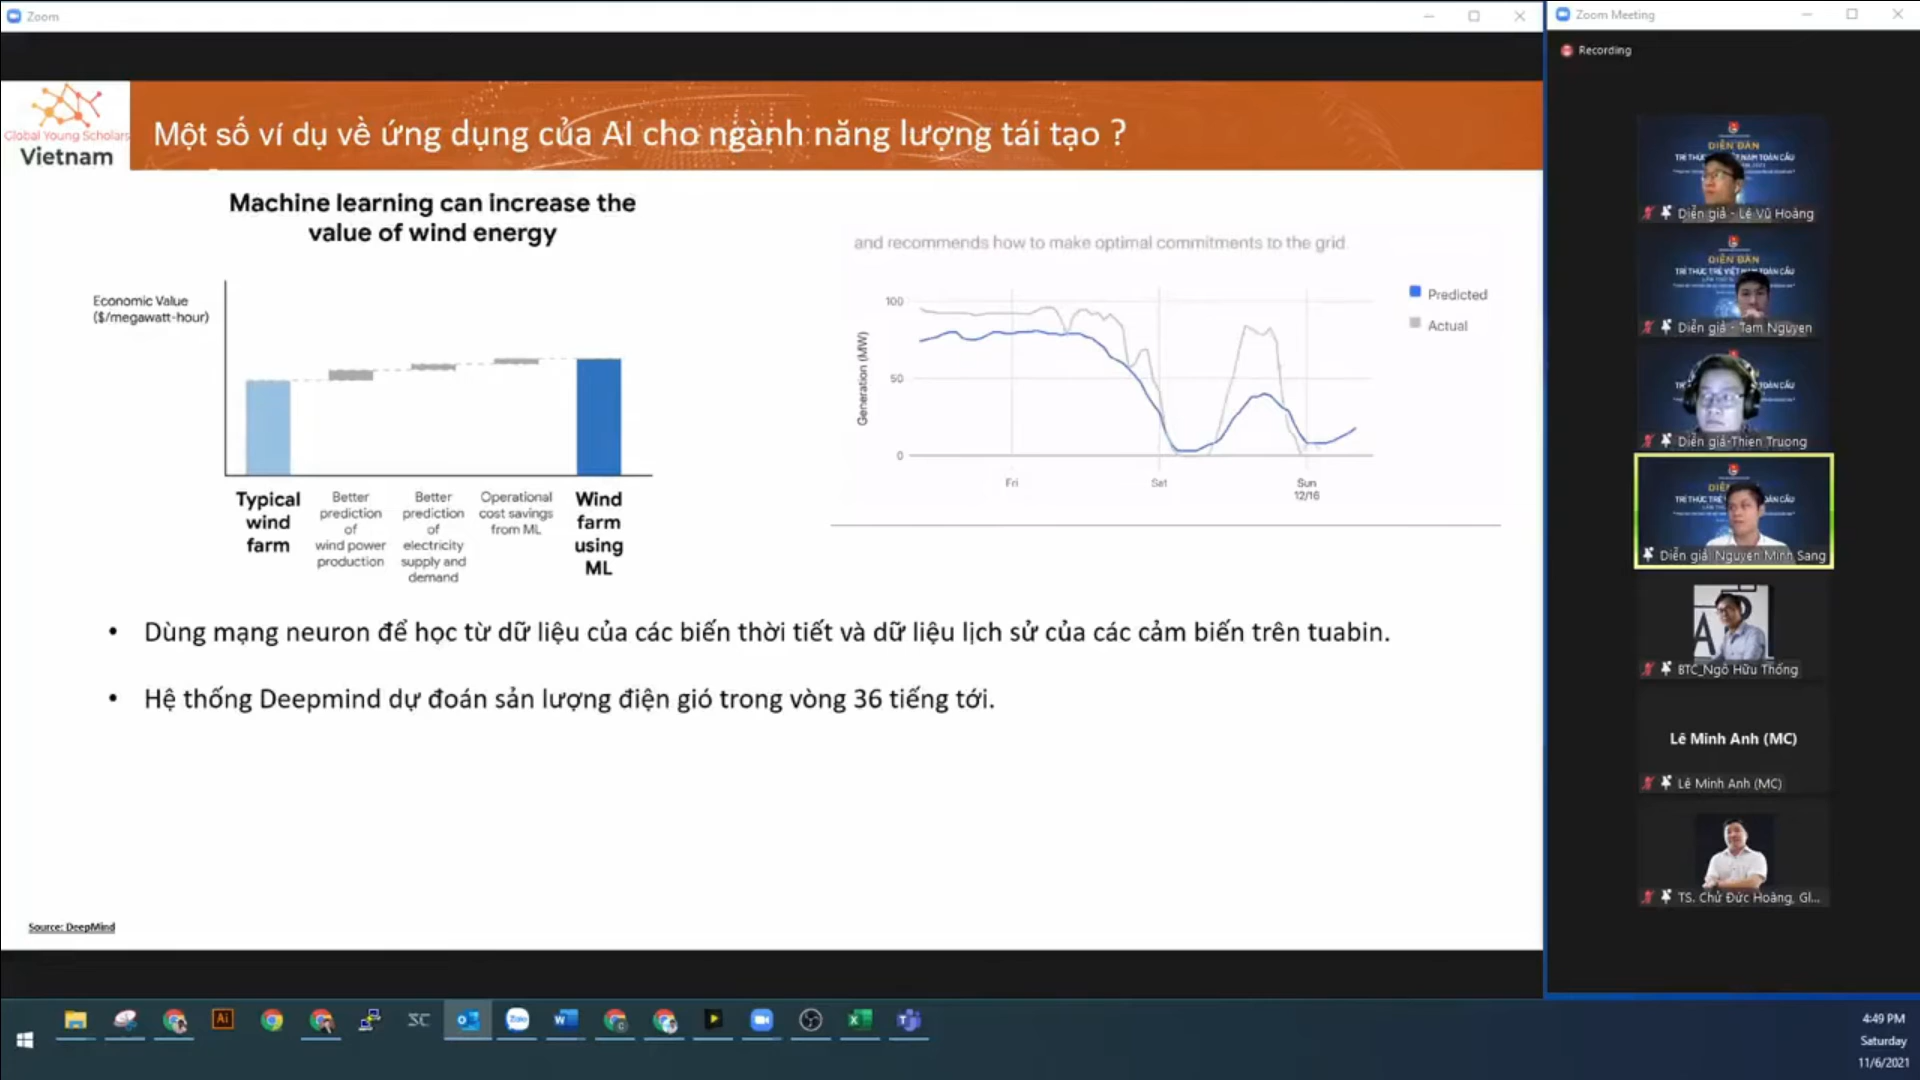 Zoom
Global Young Scholars
Vietnam
Một số ví dụ về ứng dụng của AI cho ngành năng lượng tái tạo ?
Machine learning can increase the
value of wind energy
Economic Value
($/megawatt-hour)
Typical
wind
farm
Better
prediction
of
wind power
production
Better
prediction
of
electricity
supply and
demand
Operational
cost savings
from ML
Wind
farm
using
ML
and recommends how to make optimal commitments to the grid
Generation (MW)
100
50
0
Fri
Sat
Sun
12/16
Predicted
Actual
• Dùng mạng neuron để học từ dữ liệu của các biến thời tiết và dữ liệu lịch sử của các cảm biến trên tuabin.
• Hệ thống Deepmind dự đoán sản lượng điện gió trong vòng 36 tiếng tới.
Source: DeepMind
Zoom Meeting
Recording
DIỄN ĐÀN
Diễn giả - Lê Vũ Hoàng
DIỄN ĐÀN
Diễn giả - Tam Nguyen
Diễn giả-Thien Truong
Diễn giả Nguyen Minh Sang
BTC_Ngô Hữu Thống
Lê Minh Anh (MC)
Lê Minh Anh (MC)
TS. Chử Đức Hoàng, Gl...
Ai
Zalo
4:49 PM
Saturday
11/6/2021